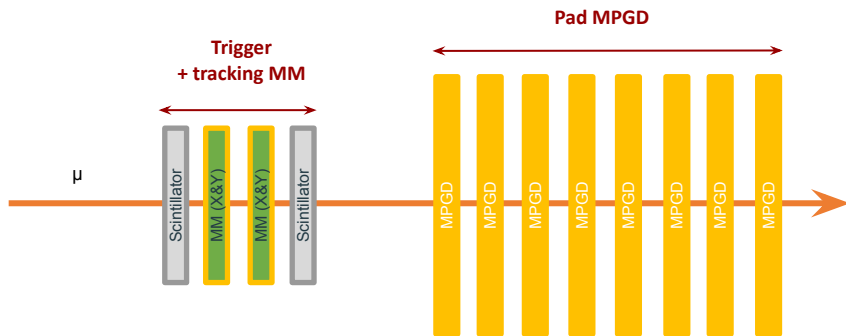 Pad MPGD
Trigger
+ tracking MM
μ
Scintillator
MM (X&Y)
MM (X&Y)
Scintillator
MPGD
MPGD
MPGD
MPGD
MPGD
MPGD
MPGD
MPGD